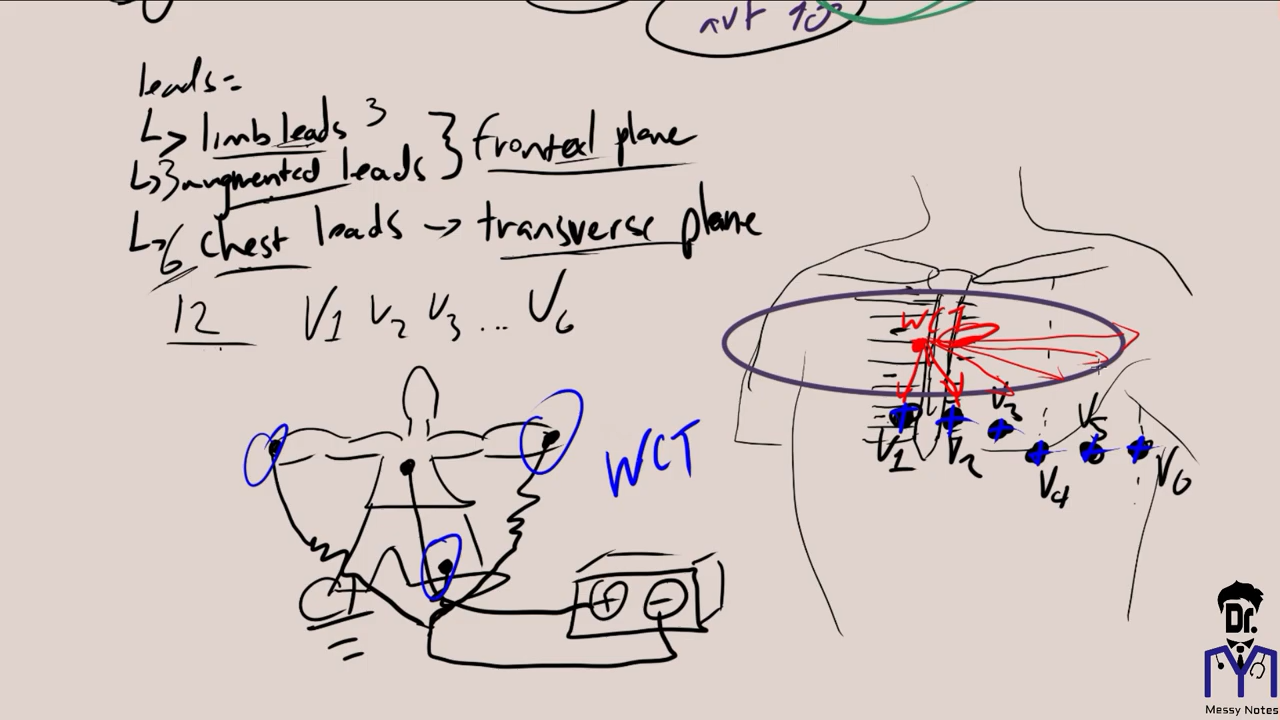 avf
leads=
↳ limb leads 3
↳ 3 augmented leads } frontal plane
↳ 6 chest leads → transverse plane
12 V1 V2 V3 ... V6
WCT
+ −
WCT
V1 V2 V3 V4 V5 V6
Dr.
Messy Notes